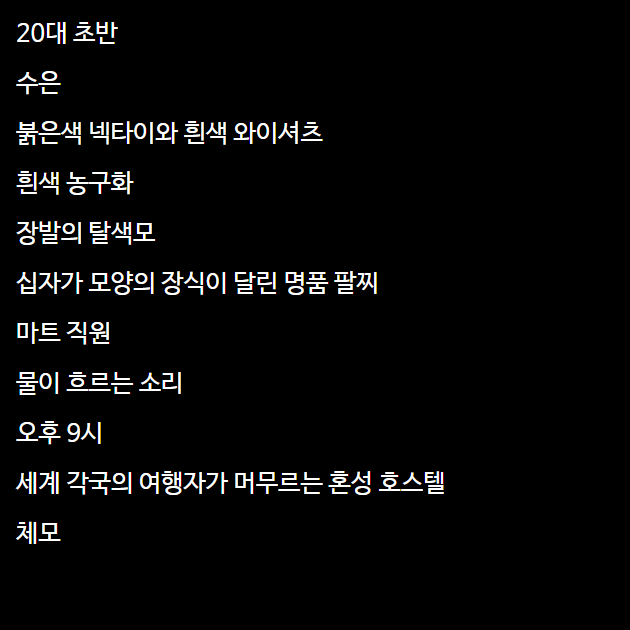 20대 초반
수은
붉은색 넥타이와 흰색 와이셔츠
흰색 농구화
장발의 탈색모
십자가 모양의 장식이 달린 명품 팔찌
마트 직원
물이 흐르는 소리
오후 9시
세계 각국의 여행자가 머무르는 혼성 호스텔
체모